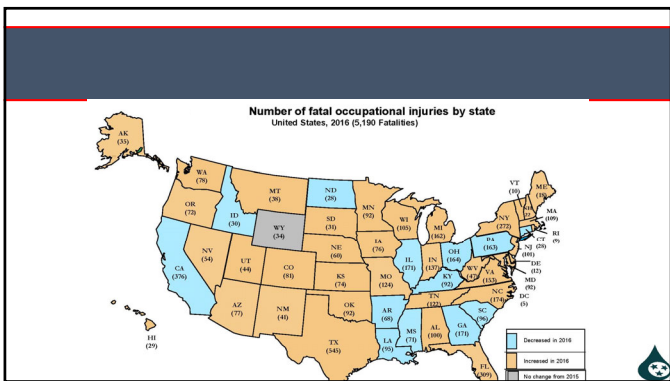 Number of fatal occupational injuries by state
United States, 2016 (5,190 Fatalities)
AK
(35)
WA
(78)
OR
(72)
CA
(376)
ID
(30)
NV
(54)
MT
(38)
WY
(34)
UT
(44)
AZ
(77)
CO
(81)
NM
(41)
ND
(28)
SD
(31)
NE
(60)
KS
(74)
OK
(92)
TX
(545)
MN
(92)
IA
(76)
MO
(124)
AR
(68)
LA
(95)
WI
(105)
IL
(171)
MI
(162)
IN
(137)
OH
(164)
KY
(92)
TN
(122)
MS
(71)
AL
(100)
GA
(171)
FL
(309)
SC
(96)
NC
(174)
VA
(153)
WV
(47)
PA
(163)
NY
(272)
VT
(10)
NH
22
ME
(18)
MA
(109)
RI
(9)
CT
(28)
NJ
(101)
DE
(12)
MD
(92)
DC
(5)
HI
(29)
Decreased in 2016
Increased in 2016
No change from 2015